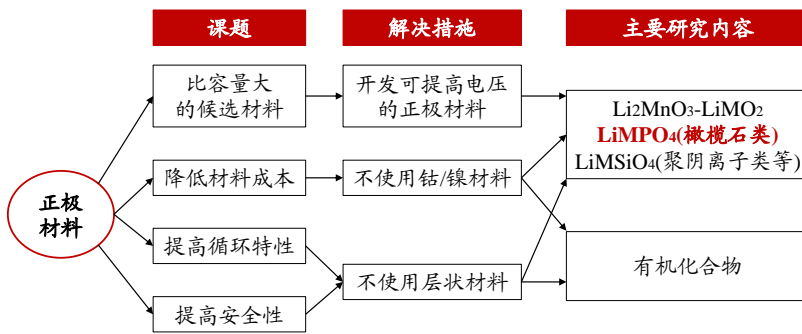 课题
解决措施
主要研究内容
比容量大
的候选材料
开发可提高电压
的正极材料
Li2MnO3-LiMO2
LiMPO4(橄榄石类)
LiMSiO4(聚阴离子类等)
降低材料成本
不使用钴/镍材料
正极
材料
提高循环特性
不使用层状材料
有机化合物
提高安全性